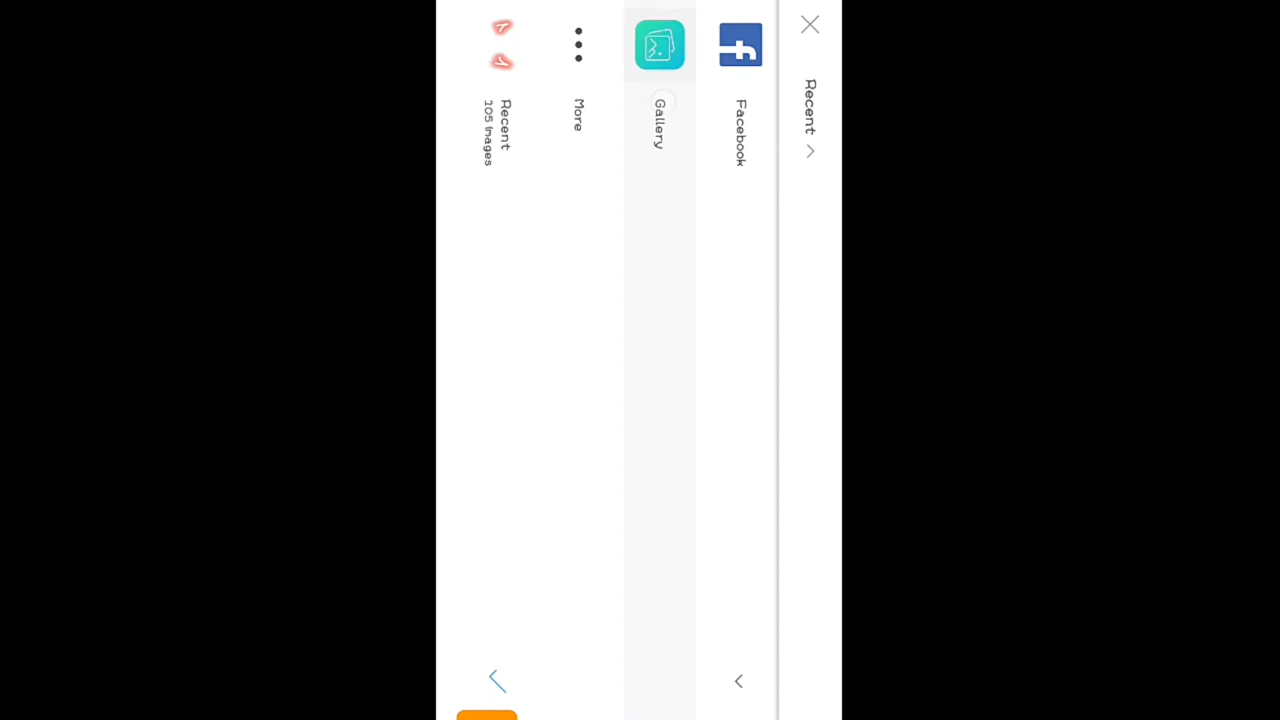 Recent
Facebook
Gallery
More
Recent
105 Images